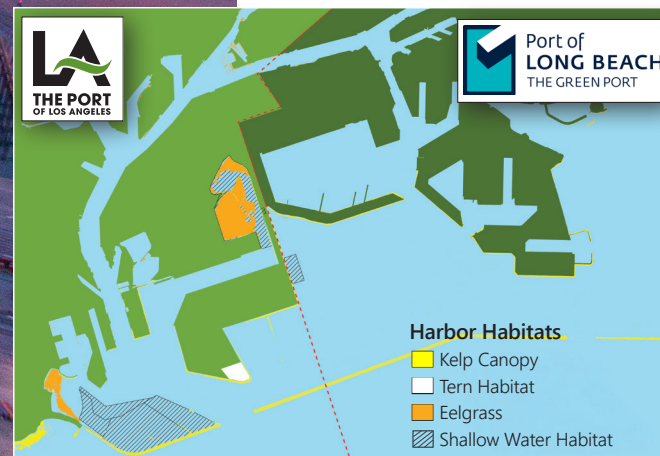 LA
THE PORT
OF LOS ANGELES
Port of
LONG BEACH
THE GREEN PORT
Harbor Habitats
Kelp Canopy
Tern Habitat
Eelgrass
Shallow Water Habitat